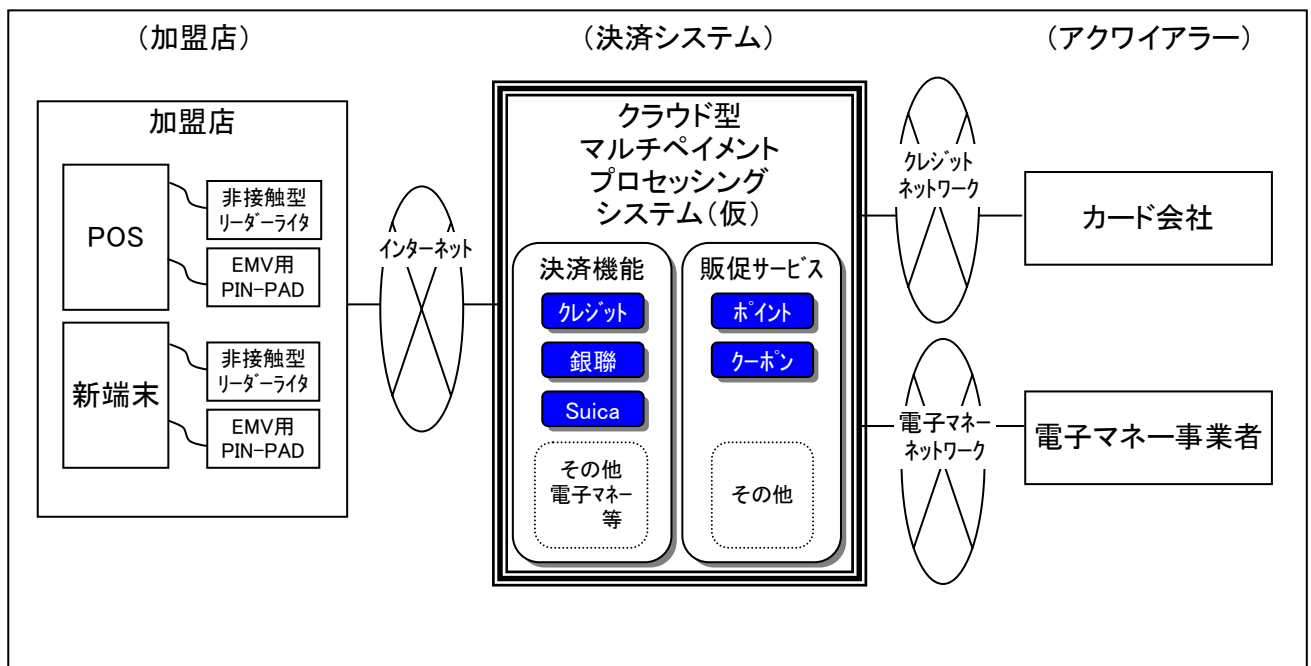 (加盟店)
(決済システム)
(アクワイアラー)
加盟店
POS
非接触型
リーダーライタ
EMV用
PIN-PAD
新端末
非接触型
リーダーライタ
EMV用
PIN-PAD
インターネット
クラウド型
マルチペイメント
プロセッシング
システム(仮)
決済機能
クレジット
銀聯
Suica
その他
電子マネー
等
販促サービス
ポイント
クーポン
その他
クレジット
ネットワーク
カード会社
電子マネー
ネットワーク
電子マネー事業者